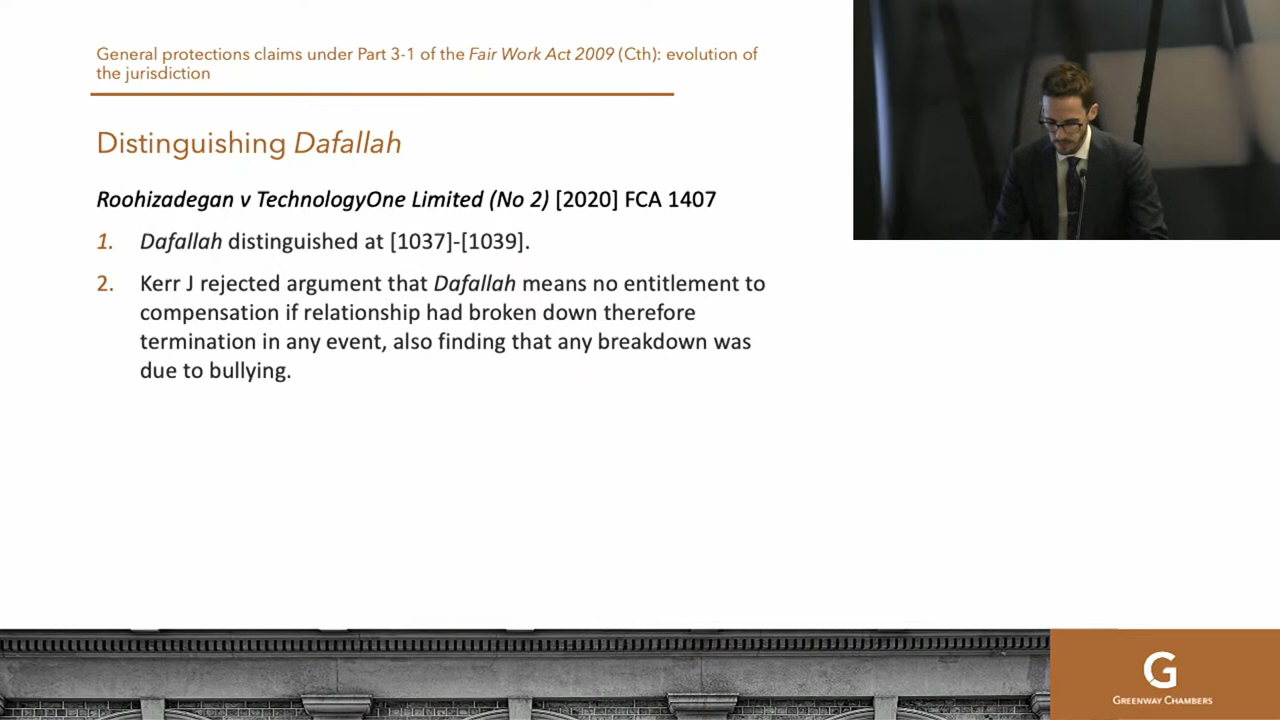 General protections claims under Part 3-1 of the Fair Work Act 2009 (Cth): evolution of
the jurisdiction
Distinguishing Dafallah
Roohizadegan v TechnologyOne Limited (No 2) [2020] FCA 1407
1. Dafallah distinguished at [1037]-[1039].
2. Kerr J rejected argument that Dafallah means no entitlement to
compensation if relationship had broken down therefore
termination in any event, also finding that any breakdown was
due to bullying.
G
GREENWAY CHAMBERS